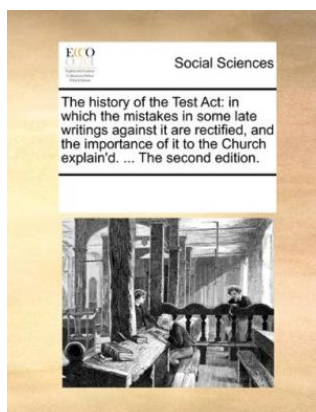 ECCO
Social Sciences
The history of the Test Act: in
which the mistakes in some late
writings against it are rectified, and
the importance of it to the Church
explain'd. ... The second edition.